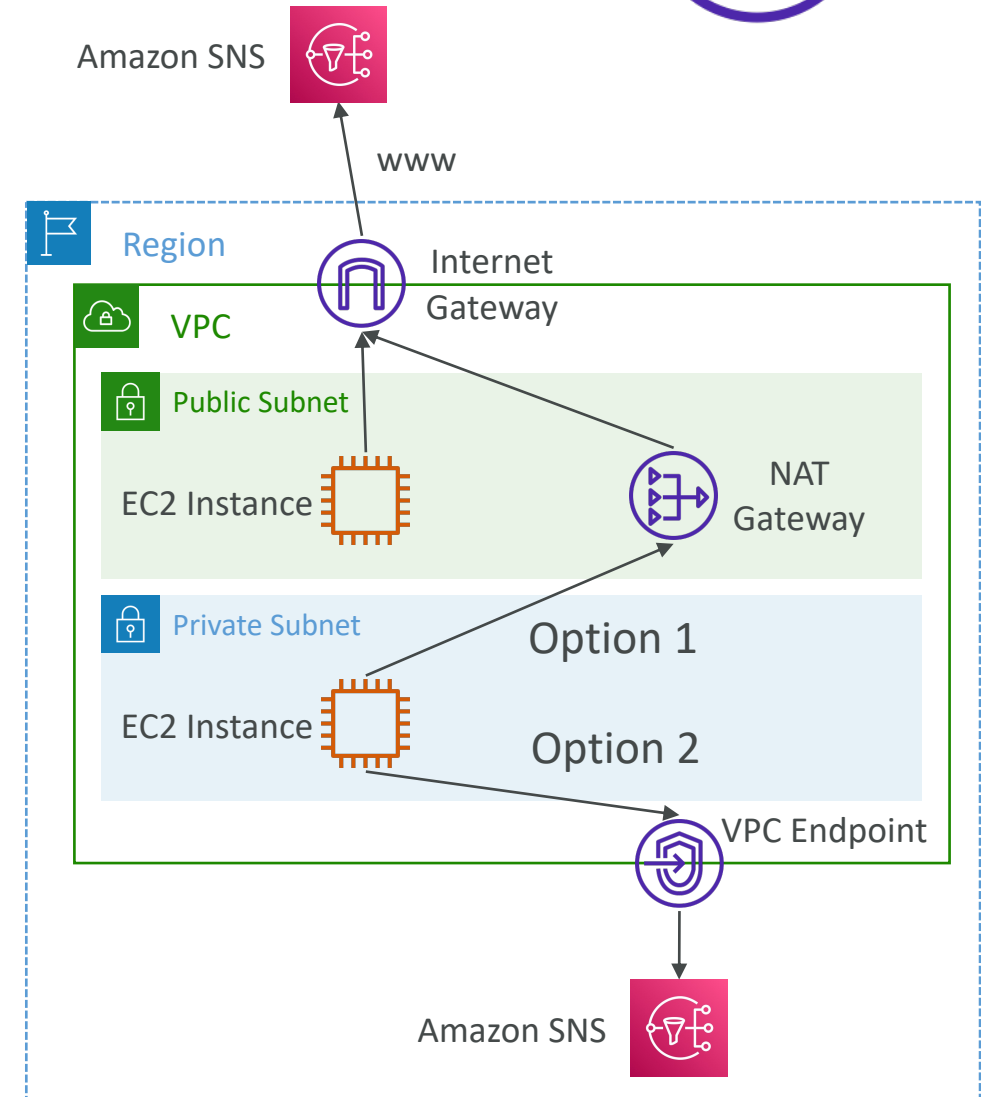 Amazon SNS
www
Region
Internet
Gateway
VPC
Public Subnet
EC2 Instance
NAT
Gateway
Private Subnet
Option 1
EC2 Instance
Option 2
VPC Endpoint
Amazon SNS